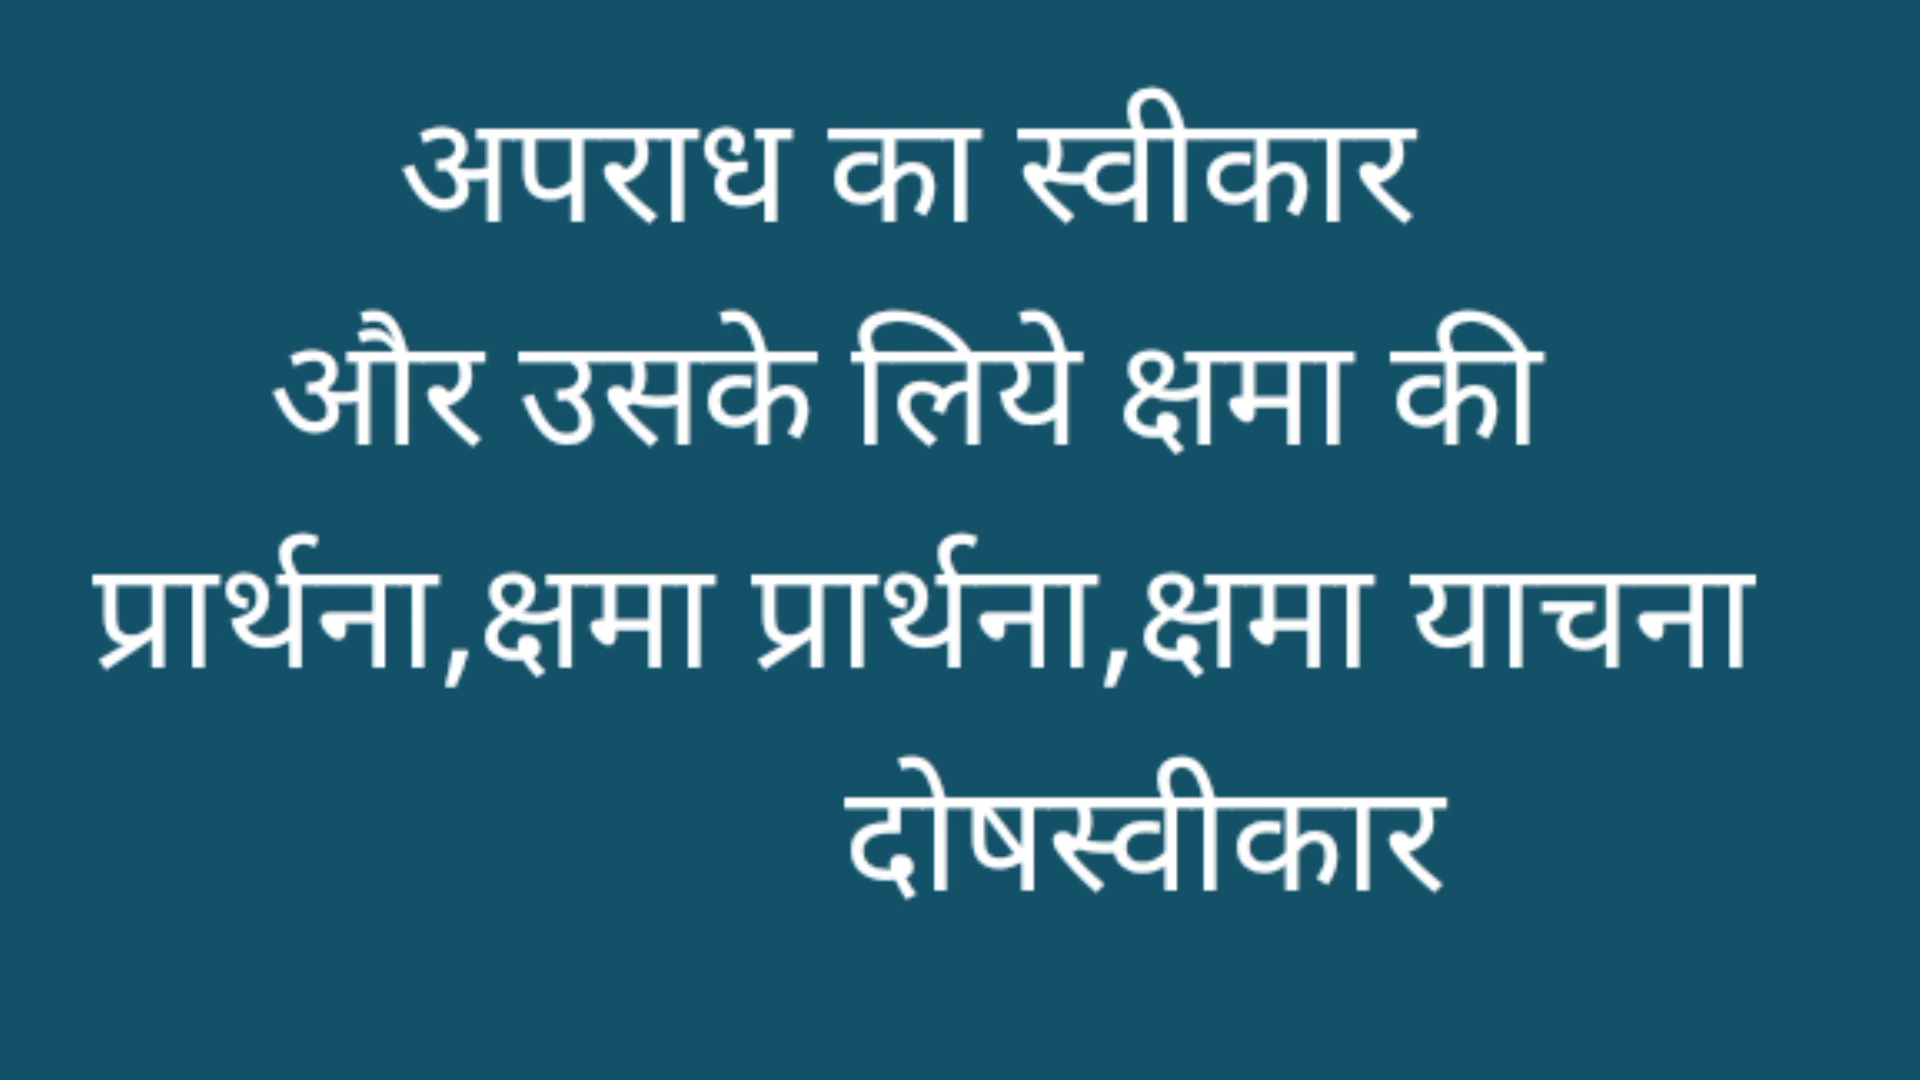 अपराध का स्वीकार
और उसके लिये क्षमा की
प्रार्थना,क्षमा प्रार्थना,क्षमा याचना
दोषस्वीकार